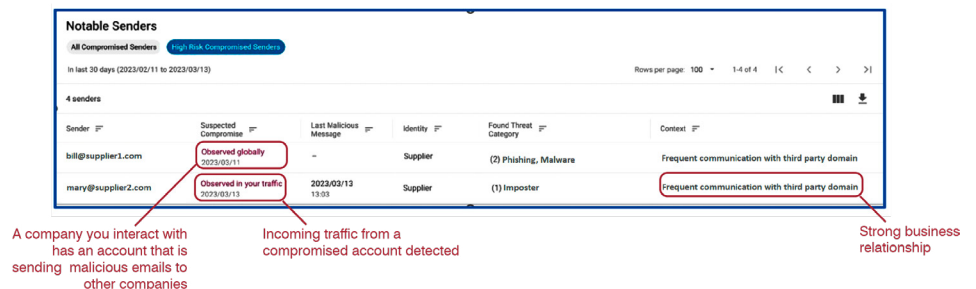 Notable Senders
All Compromised Senders High Risk Compromised Senders
In last 30 days (2023/02/11 to 2023/03/13) Rows per page: 100 1-4 of 4
4 senders
Sender Suspected Compromise Last Malicious Message Identity Found Threat Category Context
bill@supplier1.com Observed globally 2023/03/11 – Supplier (2) Phishing, Malware Frequent communication with third party domain
mary@supplier2.com Observed in your traffic 2023/03/13 2023/03/13 13:03 Supplier (1) Imposter Frequent communication with third party domain
A company you interact with
has an account that is
sending malicious emails to
other companies
Incoming traffic from a
compromised account detected
Strong business
relationship